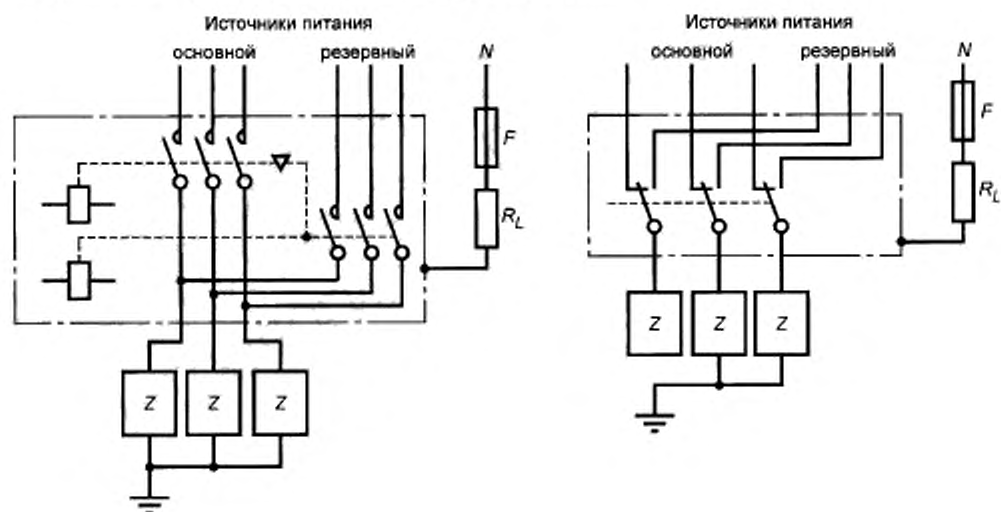 Источники питания
основной резервный N
F
R_L
Z Z Z
Источники питания
основной резервный N
F
R_L
Z Z Z